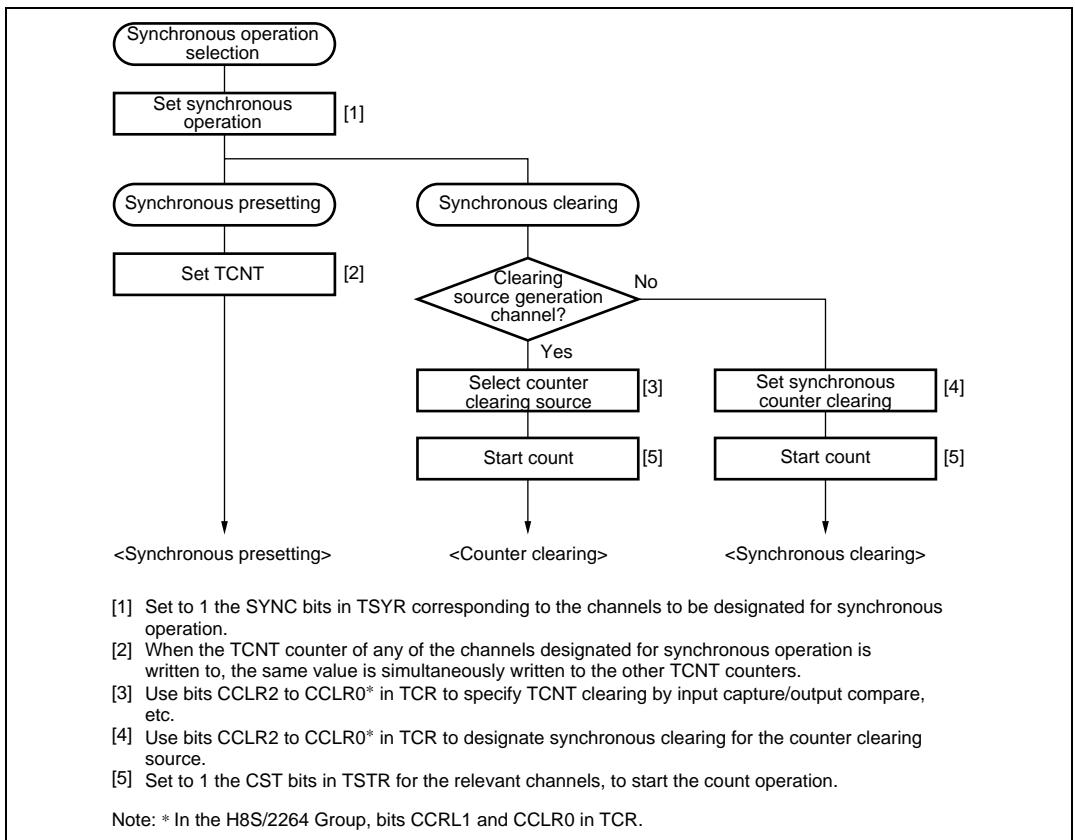 Synchronous operation
selection
Set synchronous
operation
[1]
Synchronous presetting
Synchronous clearing
Set TCNT
[2]
Clearing
source generation
channel?
No
Yes
Select counter
clearing source
[3]
Set synchronous
counter clearing
[4]
Start count
[5]
Start count
[5]
<Synchronous presetting>
<Counter clearing>
<Synchronous clearing>
[1] Set to 1 the SYNC bits in TSYR corresponding to the channels to be designated for synchronous
operation.
[2] When the TCNT counter of any of the channels designated for synchronous operation is
written to, the same value is simultaneously written to the other TCNT counters.
[3] Use bits CCLR2 to CCLR0* in TCR to specify TCNT clearing by input capture/output compare,
etc.
[4] Use bits CCLR2 to CCLR0* in TCR to designate synchronous clearing for the counter clearing
source.
[5] Set to 1 the CST bits in TSTR for the relevant channels, to start the count operation.
Note: * In the H8S/2264 Group, bits CCRL1 and CCLR0 in TCR.